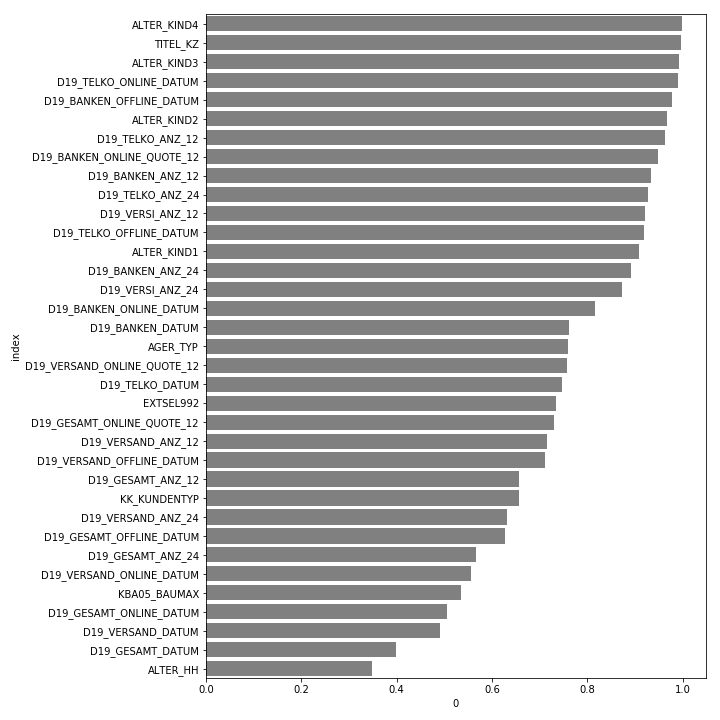 ALTER_KIND4
TITEL_KZ
ALTER_KIND3
D19_TELKO_ONLINE_DATUM
D19_BANKEN_OFFLINE_DATUM
ALTER_KIND2
D19_TELKO_ANZ_12
D19_BANKEN_ONLINE_QUOTE_12
D19_BANKEN_ANZ_12
D19_TELKO_ANZ_24
D19_VERSI_ANZ_12
D19_TELKO_OFFLINE_DATUM
ALTER_KIND1
D19_BANKEN_ANZ_24
D19_VERSI_ANZ_24
D19_BANKEN_ONLINE_DATUM
D19_BANKEN_DATUM
AGER_TYP
D19_VERSAND_ONLINE_QUOTE_12
D19_TELKO_DATUM
EXTSEL992
D19_GESAMT_ONLINE_QUOTE_12
D19_VERSAND_ANZ_12
D19_VERSAND_OFFLINE_DATUM
D19_GESAMT_ANZ_12
KK_KUNDENTYP
D19_VERSAND_ANZ_24
D19_GESAMT_OFFLINE_DATUM
D19_GESAMT_ANZ_24
D19_VERSAND_ONLINE_DATUM
KBA05_BAUMAX
D19_GESAMT_ONLINE_DATUM
D19_VERSAND_DATUM
D19_GESAMT_DATUM
ALTER_HH
index
0.0 0.2 0.4 0.6 0.8 1.0
0